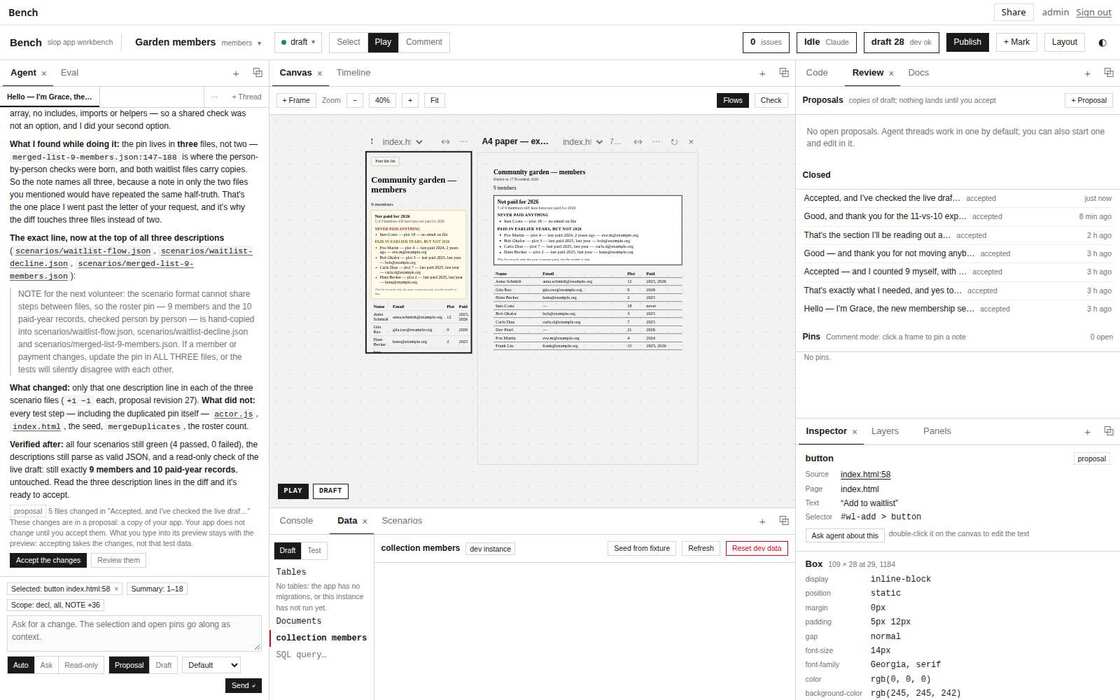 Bench
Share admin Sign out
Bench slop app workbench Garden members members ▾ draft ▾ Select Play Comment 0 issues Idle Claude draft 28 dev ok Publish + Mark Layout
Agent × Eval +
Hello — I'm Grace, the… ··· + Thread
array, no includes, imports or helpers — so a shared check was
not an option, and I did your second option.
What I found while doing it: the pin lives in three files, not two —
merged-list-9-members.json:147–188 is where the person-
by-person checks were born, and both waitlist files carry copies.
So the note names all three, because a note in only the two files
you mentioned would have repeated the same half-truth. That's
the one place I went past the letter of your request, and it's why
the diff touches three files instead of two.
The exact line, now at the top of all three descriptions
( scenarios/waitlist-flow.json , scenarios/waitlist-
decline.json , scenarios/merged-list-9-
members.json ):
NOTE for the next volunteer: the scenario format cannot share
steps between files, so the roster pin — 9 members and the 10
paid-year records, checked person by person — is hand-copied
into scenarios/waitlist-flow.json, scenarios/waitlist-decline.json
and scenarios/merged-list-9-members.json. If a member or
payment changes, update the pin in ALL THREE files, or the
tests will silently disagree with each other.
What changed: only that one description line in each of the three
scenario files ( +1 −1 each, proposal revision 27). What did not:
every test step — including the duplicated pin itself — actor.js ,
index.html , the seed, mergeDuplicates , the roster count.
Verified after: all four scenarios still green (4 passed, 0 failed), the
descriptions still parse as valid JSON, and a read-only check of the
live draft: still exactly 9 members and 10 paid-year records,
untouched. Read the three description lines in the diff and it's
ready to accept.
proposal 5 files changed in "Accepted, and I've checked the live draf…"
These changes are in a proposal: a copy of your app. Your app does not
change until you accept them. What you type into its preview stays with the
preview: accepting takes the changes, not that test data.
Accept the changes Review them
Selected: button index.html:58 × Summary: 1–18
Scope: decl, all, NOTE +36
Ask for a change. The selection and open pins go along as
context.
Auto Ask Read-only Proposal Draft Default
Send
Canvas × Timeline +
+ Frame Zoom − 40% + Fit Flows Check
index.h
Print the list
Community garden —
members
9 members
Not paid for 2026
NEVER PAID ANYTHING
PAID IN EARLIER YEARS, BUT NOT 2026
Name Email Plot Paid
A4 paper — ex… index.h 7… ↔ ··· ↻ ×
Community garden — members
9 members
Not paid for 2026
NEVER PAID ANYTHING
PAID IN EARLIER YEARS, BUT NOT 2026
Name Email Plot Paid
PLAY DRAFT
Console Data × Scenarios +
Draft Test
collection members dev instance Seed from fixture Refresh Reset dev data
Tables
No tables: the app has no
migrations, or this instance
has not run yet.
Documents
collection members
SQL query…
Code Review × Docs +
Proposals copies of draft; nothing lands until you accept + Proposal
No open proposals. Agent threads work in one by default; you can also start one
and edit in it.
Closed
Accepted, and I've checked the live draf… accepted just now
Good, and thank you for the 11-vs-10 exp… accepted 8 min ago
That's the section I'll be reading out a… accepted 2 h ago
Good — and thank you for not moving anyb… accepted 3 h ago
Accepted — and I counted 9 myself, with … accepted 3 h ago
That's exactly what I needed, and yes to… accepted 3 h ago
Hello — I'm Grace, the new membership se… accepted 3 h ago
Pins Comment mode: click a frame to pin a note 0 open
No pins.
Inspector × Layers Panels +
button proposal
Source index.html:58
Page index.html
Text “Add to waitlist”
Selector #wl-add > button
Ask agent about this double-click it on the canvas to edit the text
Box 109 × 28 at 29, 1184
display inline-block
position static
margin 0px
padding 5px 12px
gap normal
font-size 14px
font-family Georgia, serif
color rgb(0, 0, 0)
background-color rgb(245, 245, 242)